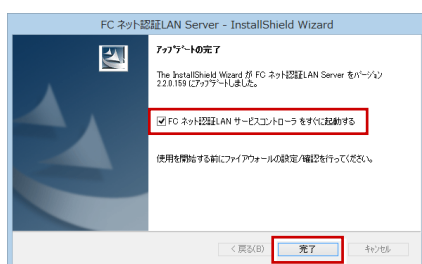 FC ネット認証LAN Server - InstallShield Wizard
アップデートの完了
The InstallShield Wizard が FC ネット認証LAN Server をバージョン
2.2.0.159 にアップデートしました。
FC ネット認証LAN サービスコントローラ をすぐに起動する
使用を開始する前にファイアウォールの設定/確認を行ってください。
< 戻る(B)
完了
キャンセル